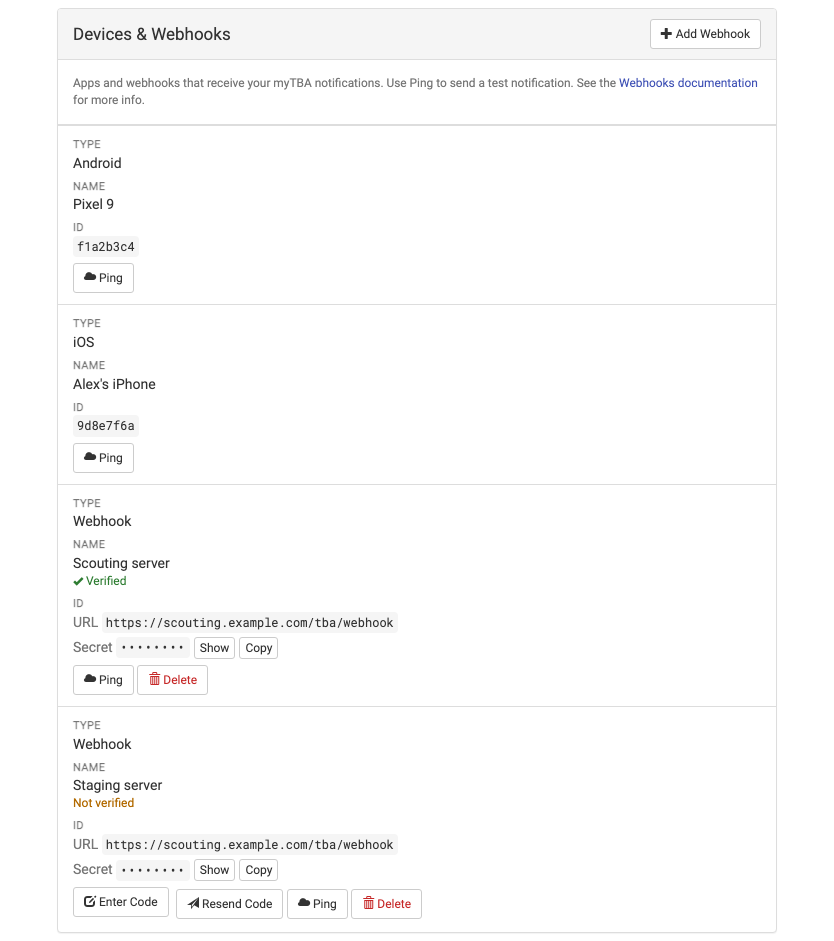 Devices & Webhooks
Add Webhook
Apps and webhooks that receive your myTBA notifications. Use Ping to send a test notification. See the Webhooks documentation
for more info.
TYPE
Android
NAME
Pixel 9
ID
f1a2b3c4
Ping
TYPE
iOS
NAME
Alex's iPhone
ID
9d8e7f6a
Ping
TYPE
Webhook
NAME
Scouting server
Verified
ID
URL https://scouting.example.com/tba/webhook
Secret •••••••• Show Copy
Ping Delete
TYPE
Webhook
NAME
Staging server
Not verified
ID
URL https://scouting.example.com/tba/webhook
Secret •••••••• Show Copy
Enter Code Resend Code Ping Delete